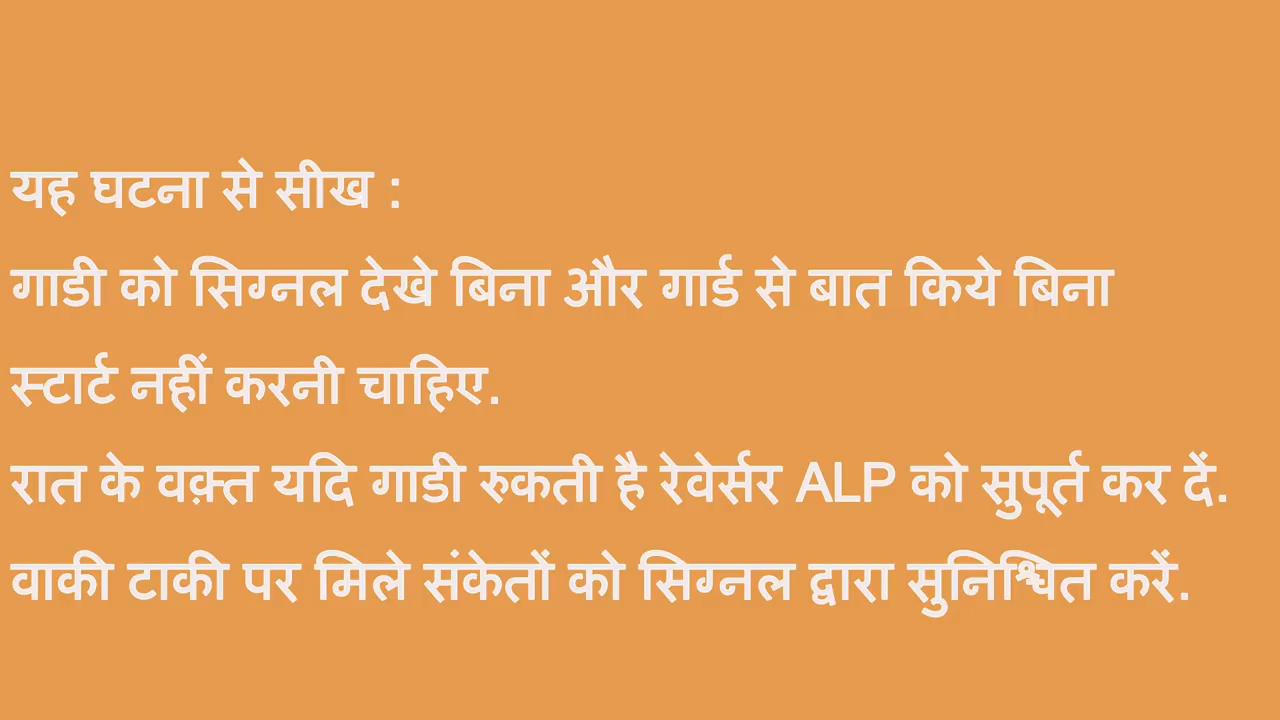 यह घटना से सीख :
गाडी को सिग्नल देखे बिना और गार्ड से बात किये बिना
स्टार्ट नहीं करनी चाहिए.
रात के वक़्त यदि गाडी रुकती है रेवेर्सर ALP को सुपूर्त कर दें.
वाकी टाकी पर मिले संकेतों को सिग्नल द्वारा सुनिश्चित करें.